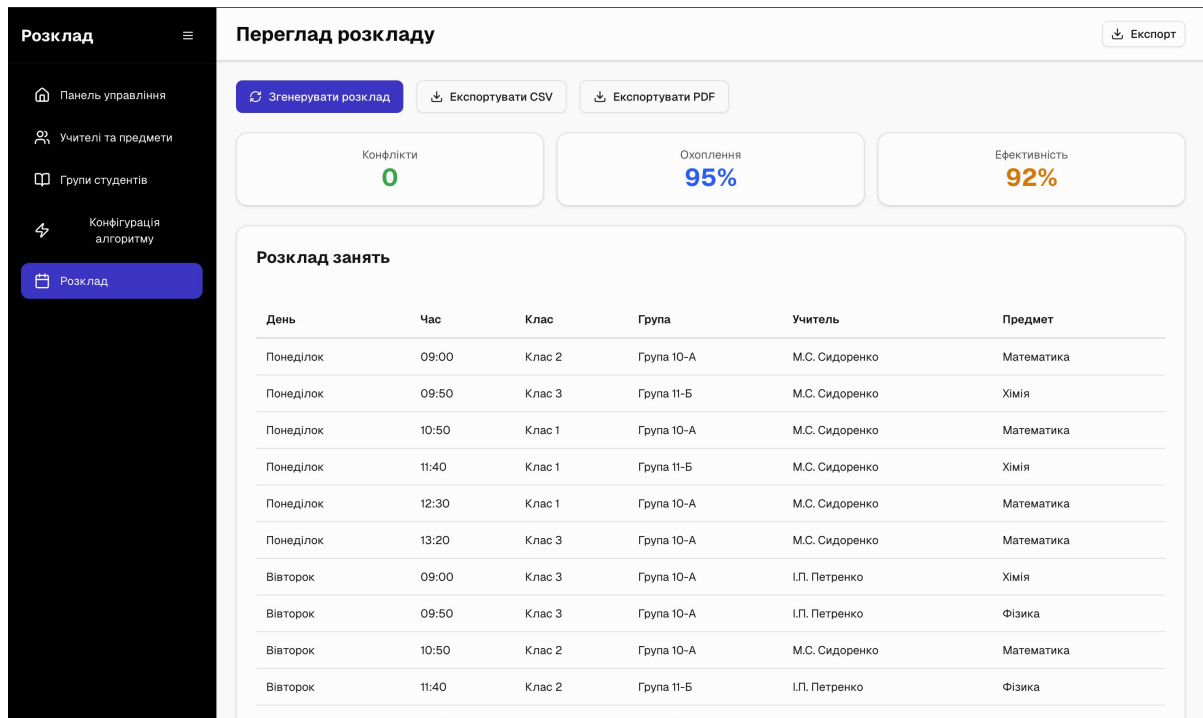 Розклад
Переглад розкладу
Експорт
Панель управління
Учителі та предмети
Групи студентів
Конфігурація
алгоритму
Розклад
Згенерувати розклад
Експортувати CSV
Експортувати PDF
Конфлікти
0
Охоплення
95%
Ефективність
92%
Розклад занять
День Час Клас Група Учитель Предмет
Понеділок 09:00 Клас 2 Група 10-А М.С. Сидоренко Математика
Понеділок 09:50 Клас 3 Група 11-Б М.С. Сидоренко Хімія
Понеділок 10:50 Клас 1 Група 10-А М.С. Сидоренко Математика
Понеділок 11:40 Клас 1 Група 11-Б М.С. Сидоренко Хімія
Понеділок 12:30 Клас 1 Група 10-А М.С. Сидоренко Математика
Понеділок 13:20 Клас 3 Група 10-А М.С. Сидоренко Математика
Вівторок 09:00 Клас 3 Група 10-А І.П. Петренко Хімія
Вівторок 09:50 Клас 3 Група 10-А І.П. Петренко Фізика
Вівторок 10:50 Клас 2 Група 10-А М.С. Сидоренко Математика
Вівторок 11:40 Клас 2 Група 11-Б І.П. Петренко Фізика